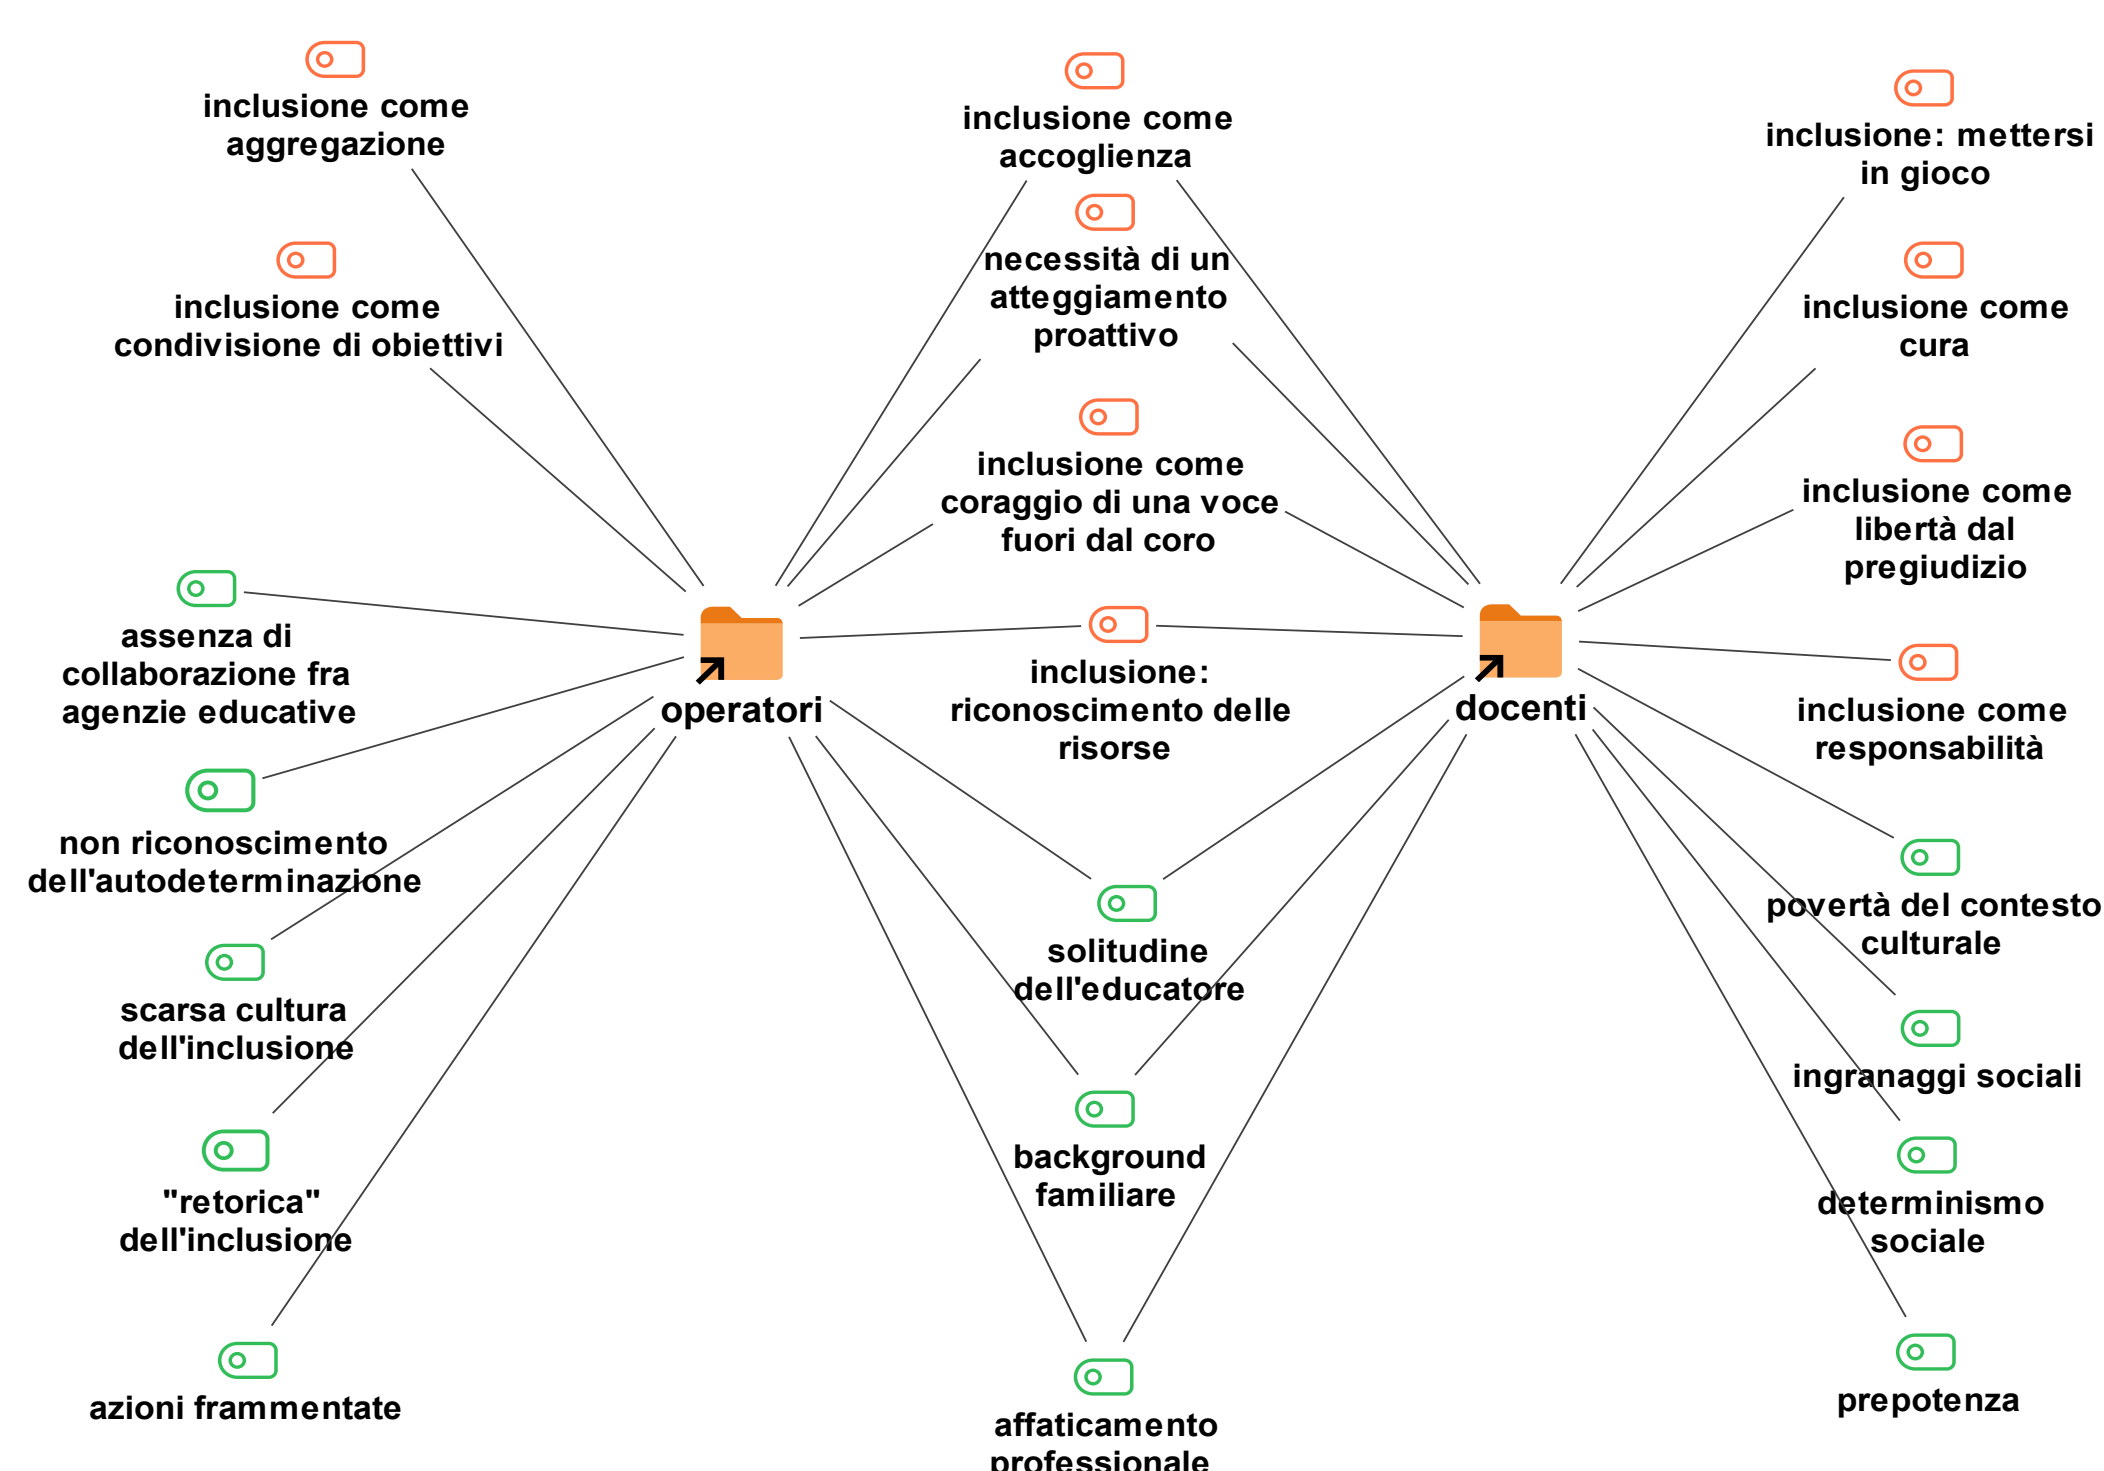 inclusione come
aggregazione
inclusione come
condivisione di obiettivi
assenza di
collaborazione fra
agenzie educative
non riconoscimento
dell'autodeterminazione
scarsa cultura
dell'inclusione
"retorica"
dell'inclusione
azioni frammentate
operatori
inclusione come
accoglienza
necessità di un
atteggiamento
proattivo
inclusione come
coraggio di una voce
fuori dal coro
inclusione:
riconoscimento delle
risorse
solitudine
dell'educatore
background
familiare
affaticamento
professionale
docenti
inclusione: mettersi
in gioco
inclusione come
cura
inclusione come
libertà dal
pregiudizio
inclusione come
responsabilità
povertà del contesto
culturale
ingranaggi sociali
determinismo
sociale
prepotenza